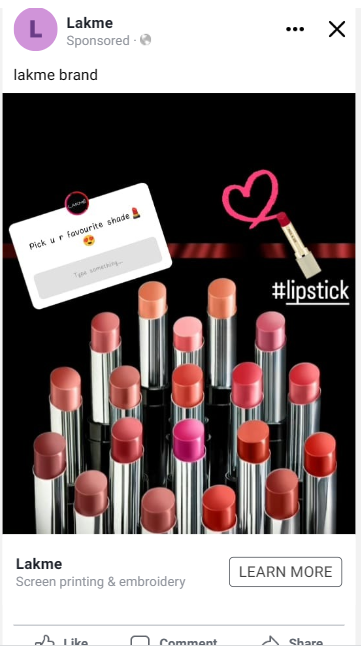 L
Lakme
Sponsored ·
lakme brand
LAKMÉ
Pick u r favourite shade
Type something...
#lipstick
Lakme
Screen printing & embroidery
LEARN MORE
Like
Comment
Share